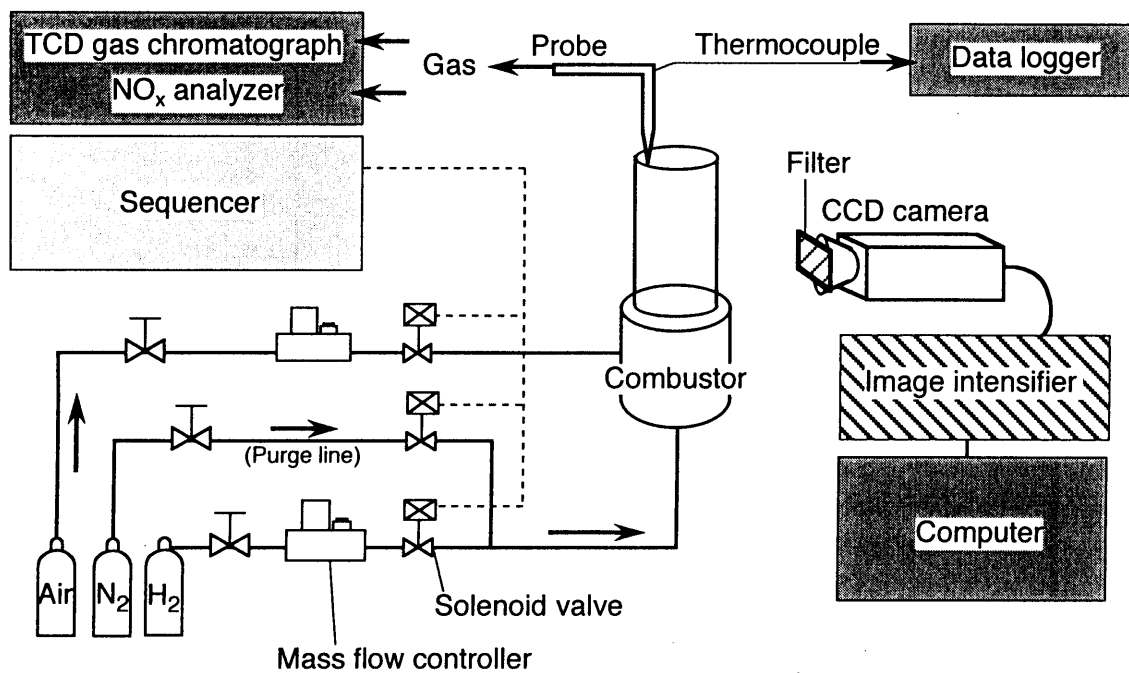 TCD gas chromatograph
NOx analyzer
Gas
Probe
Thermocouple
Data logger
Sequencer
Filter
CCD camera
Combustor
Image intensifier
(Purge line)
Computer
Air
N2
H2
Solenoid valve
Mass flow controller